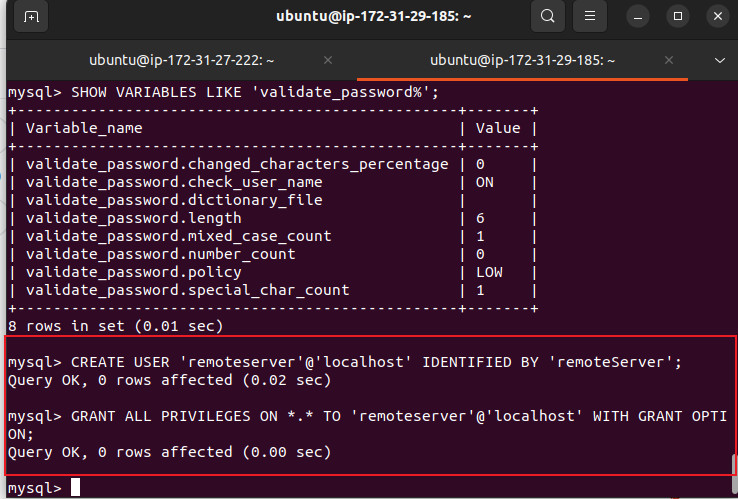 ubuntu@ip-172-31-29-185: ~
ubuntu@ip-172-31-27-222: ~ × ubuntu@ip-172-31-29-185: ~ ×
mysql> SHOW VARIABLES LIKE 'validate_password%';
+-------------------------------------------------+-------+
| Variable_name                                   | Value |
+-------------------------------------------------+-------+
| validate_password.changed_characters_percentage | 0     |
| validate_password.check_user_name               | ON    |
| validate_password.dictionary_file               |       |
| validate_password.length                        | 6     |
| validate_password.mixed_case_count              | 1     |
| validate_password.number_count                  | 0     |
| validate_password.policy                        | LOW   |
| validate_password.special_char_count            | 1     |
+-------------------------------------------------+-------+
8 rows in set (0.01 sec)
mysql> CREATE USER 'remoteserver'@'localhost' IDENTIFIED BY 'remoteServer';
Query OK, 0 rows affected (0.02 sec)
mysql> GRANT ALL PRIVILEGES ON *.* TO 'remoteserver'@'localhost' WITH GRANT OPTI
ON;
Query OK, 0 rows affected (0.00 sec)
mysql>